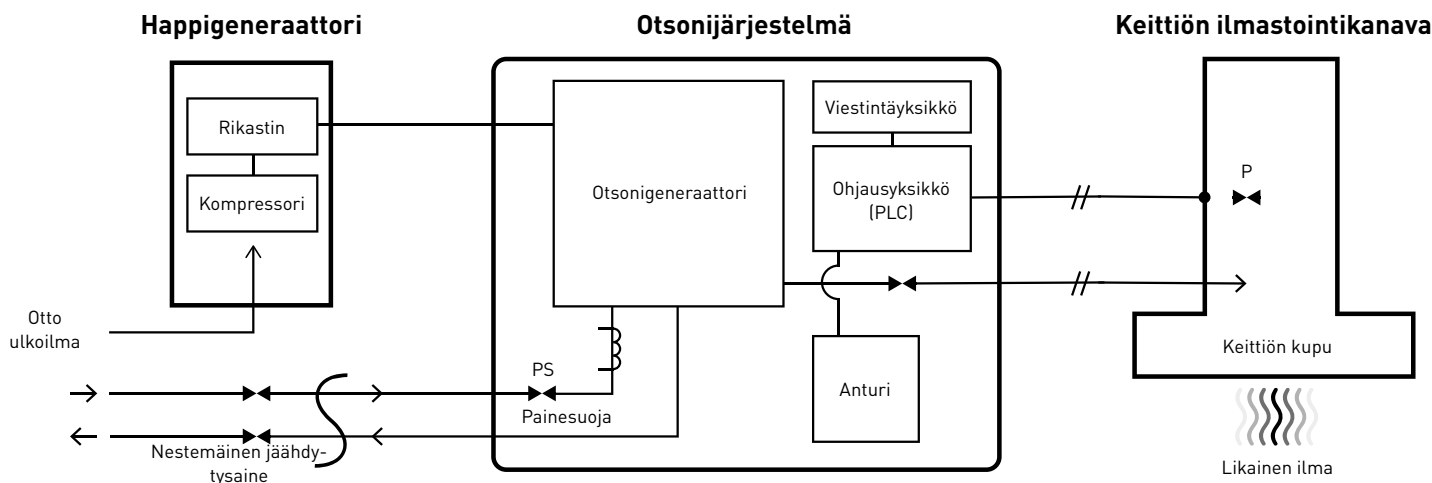 Happigeneraattori
Otsonijärjestelmä
Keittiön ilmastointikanava
Rikastin
Kompressori
Otto
ulkoilma
Otsonigeneraattori
Viestintäyksikkö
Ohjausyksikkö
(PLC)
Anturi
PS
Painesuoja
Nestemäinen jäähdy-
tysaine
P
Keittiön kupu
Likainen ilma